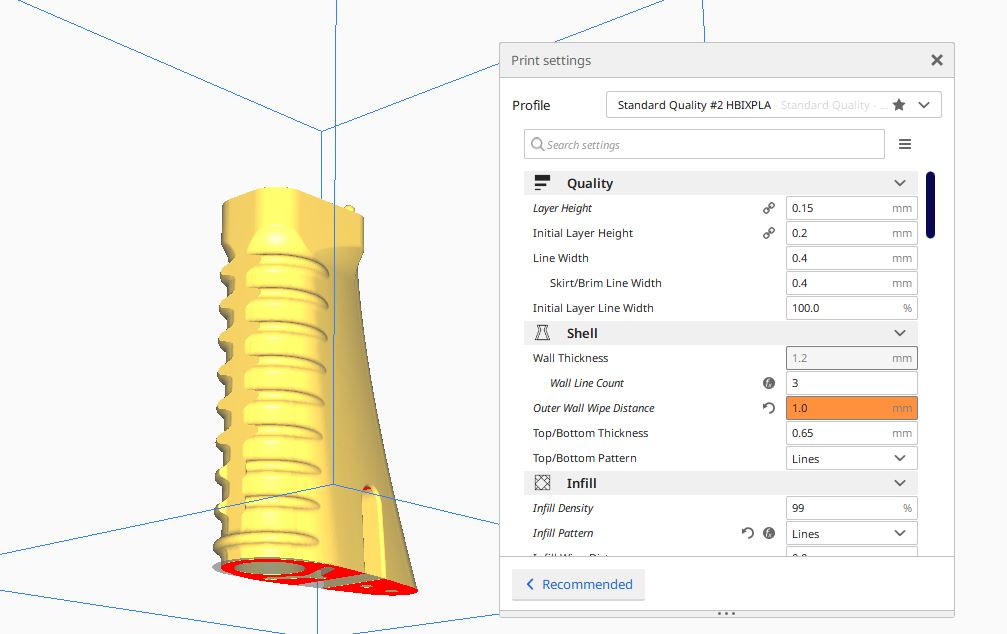 Print settings
Profile
Standard Quality #2 HBIXPLA - Standard Quality - ...
Search settings
Quality
Layer Height 0.15 mm
Initial Layer Height 0.2 mm
Line Width 0.4 mm
Skirt/Brim Line Width 0.4 mm
Initial Layer Line Width 100.0 %
Shell
Wall Thickness 1.2 mm
Wall Line Count 3
Outer Wall Wipe Distance 1.0 mm
Top/Bottom Thickness 0.65 mm
Top/Bottom Pattern Lines
Infill
Infill Density 99 %
Infill Pattern Lines
Recommended